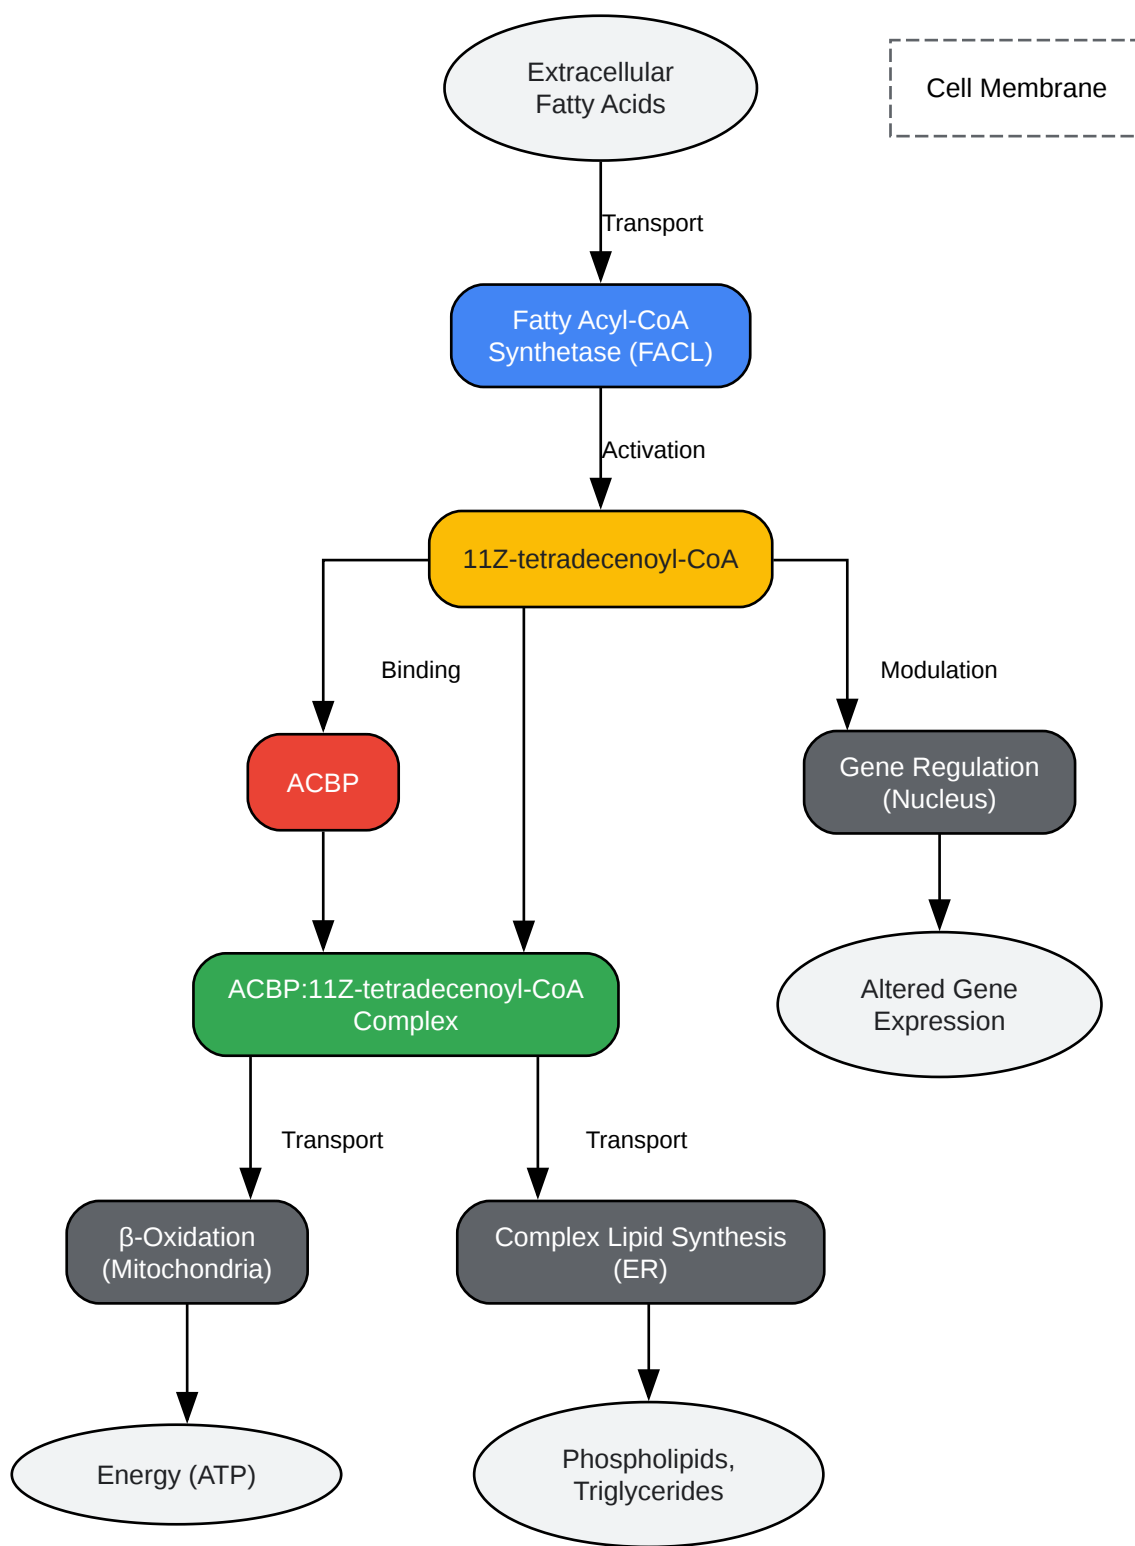 Extracellular
Fatty Acids
Cell Membrane
Transport
Fatty Acyl-CoA
Synthetase (FACL)
Activation
11Z-tetradecenoyl-CoA
Binding
Modulation
ACBP
Gene Regulation
(Nucleus)
ACBP:11Z-tetradecenoyl-CoA
Complex
Altered Gene
Expression
Transport
Transport
β-Oxidation
(Mitochondria)
Complex Lipid Synthesis
(ER)
Energy (ATP)
Phospholipids,
Triglycerides